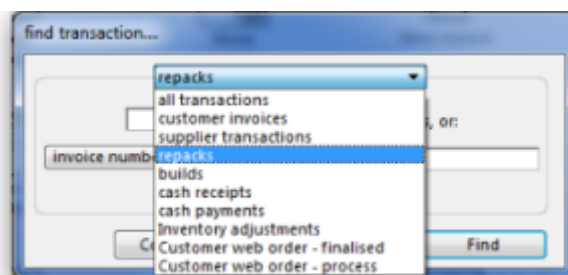 find transaction...
repacks
all transactions
customer invoices
supplier transactions
, or:
repacks
invoice numb
builds
cash receipts
cash payments
Inventory adjustments
Customer web order - finalised
Find
Customer web order - process